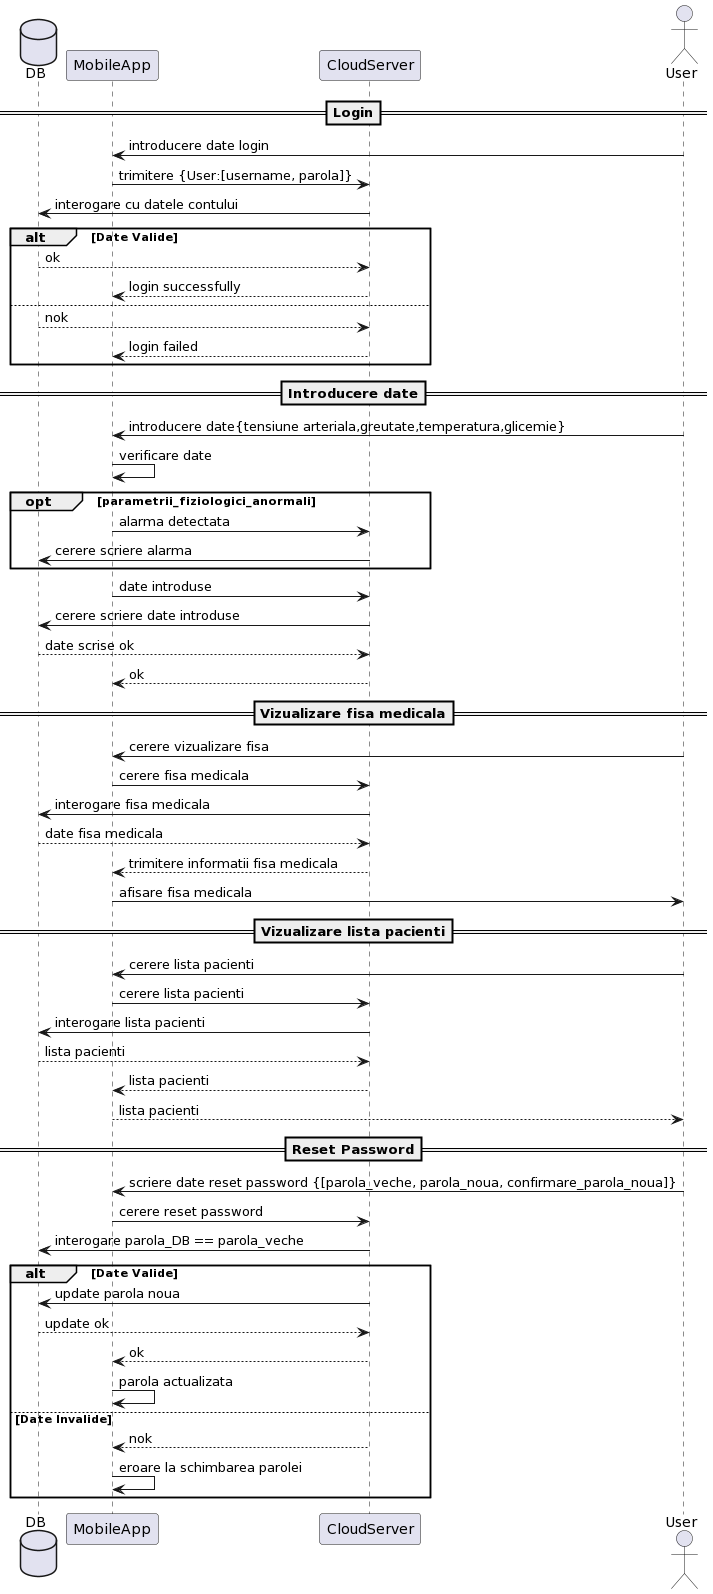 DB
MobileApp
CloudServer
User
Login
introducere date login
trimitere {User:[username, parola]}
interogare cu datele contului
alt [Date Valide]
ok
login successfully
nok
login failed
Introducere date
introducere date{tensiune arteriala,greutate,temperatura,glicemie}
verificare date
opt [parametrii_fiziologici_anormali]
alarma detectata
cerere scriere alarma
date introduse
cerere scriere date introduse
date scrise ok
ok
Vizualizare fisa medicala
cerere vizualizare fisa
cerere fisa medicala
interogare fisa medicala
date fisa medicala
trimitere informatii fisa medicala
afisare fisa medicala
Vizualizare lista pacienti
cerere lista pacienti
cerere lista pacienti
interogare lista pacienti
lista pacienti
lista pacienti
lista pacienti
Reset Password
scriere date reset password {[parola_veche, parola_noua, confirmare_parola_noua]}
cerere reset password
interogare parola_DB == parola_veche
alt [Date Valide]
update parola noua
update ok
ok
parola actualizata
[Date Invalide]
nok
eroare la schimbarea parolei
DB
MobileApp
CloudServer
User